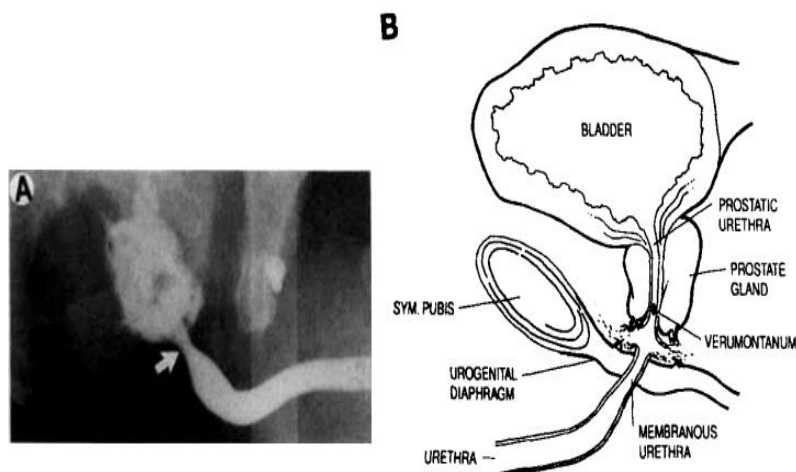 A
B
BLADDER
PROSTATIC
URETHRA
PROSTATE
GLAND
SYM. PUBIS
VERUMONTANUM
UROGENITAL
DIAPHRAGM
MEMBRANOUS
URETHRA
URETHRA